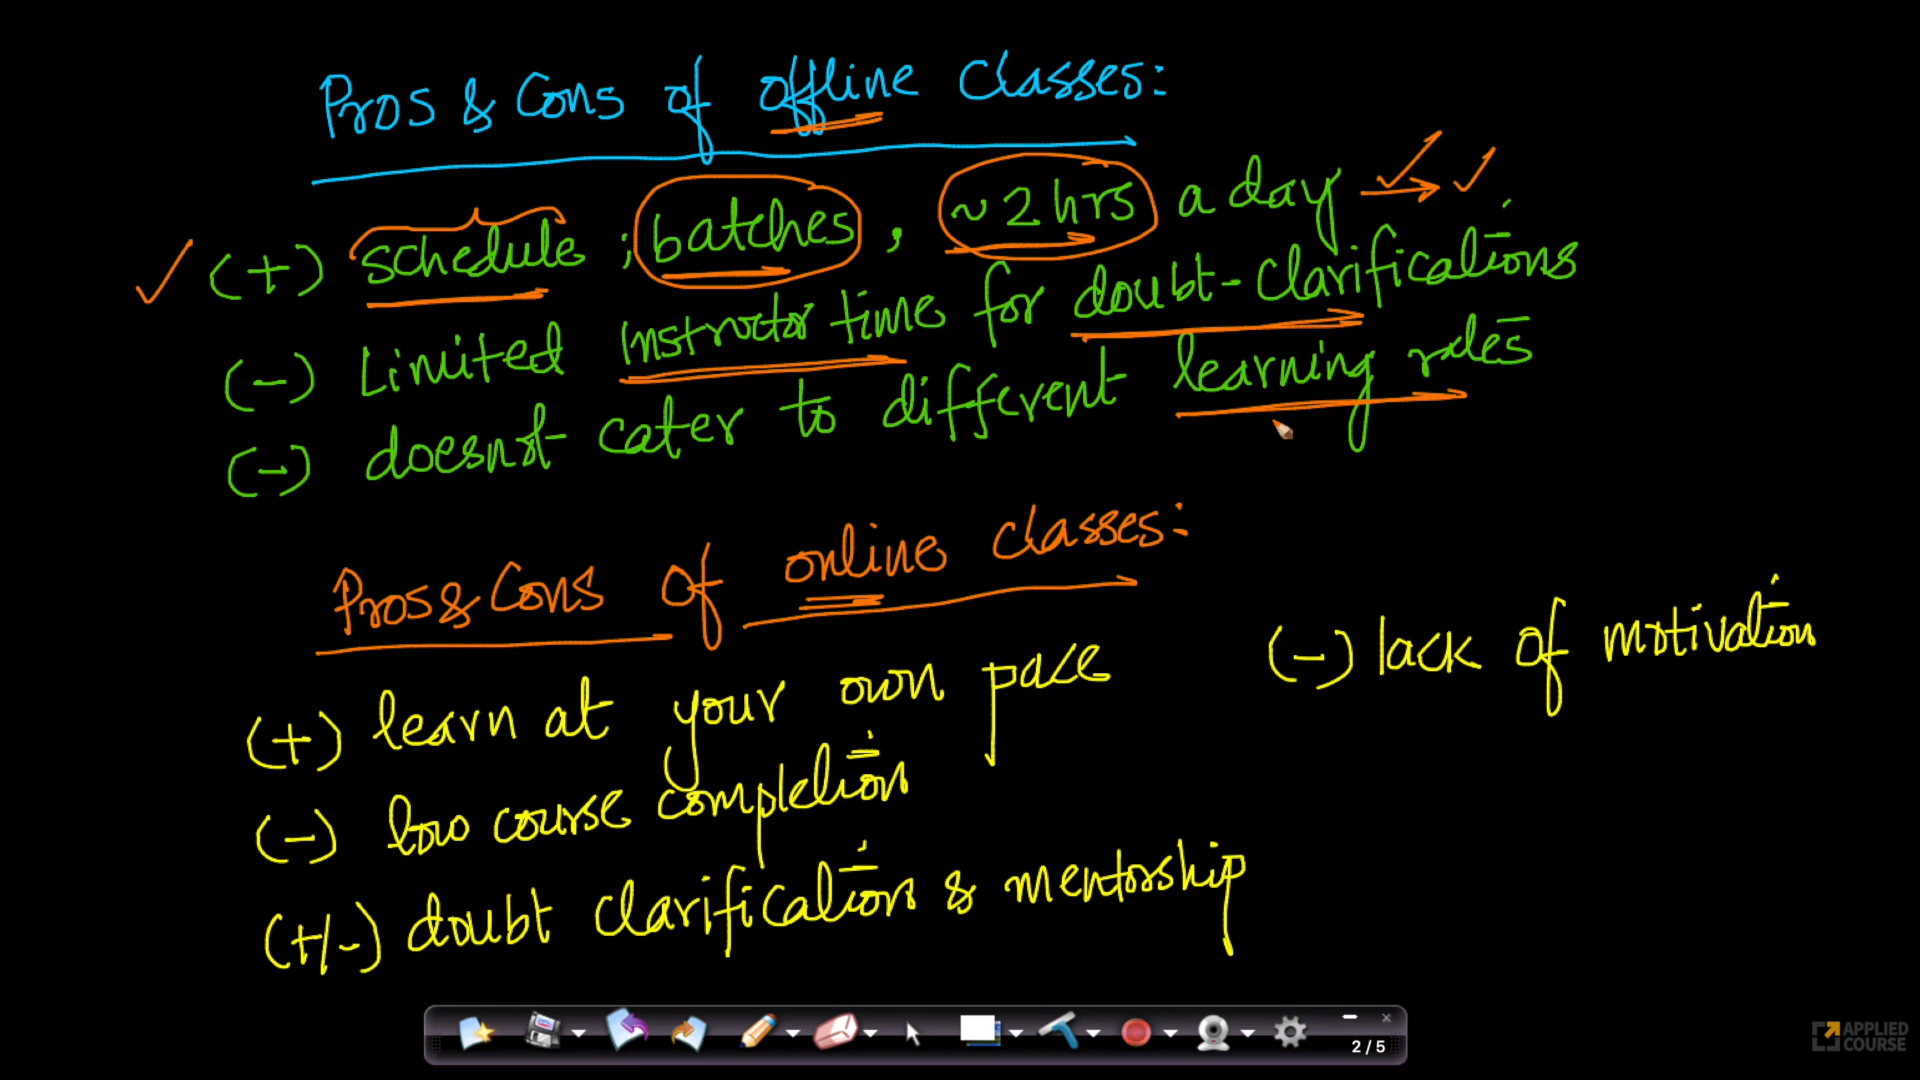 Pros & Cons of offline classes:
(+) schedule ; batches , ~2 hrs a day
(-) Limited instructor time for doubt-clarifications
(-) doesnot cater to different learning rates
Pros & Cons of online classes:
(+) learn at your own pace
(-) lack of motivation
(-) low course completion
(+/-) doubt clarification & mentorship
2 / 5
APPLIED
COURSE